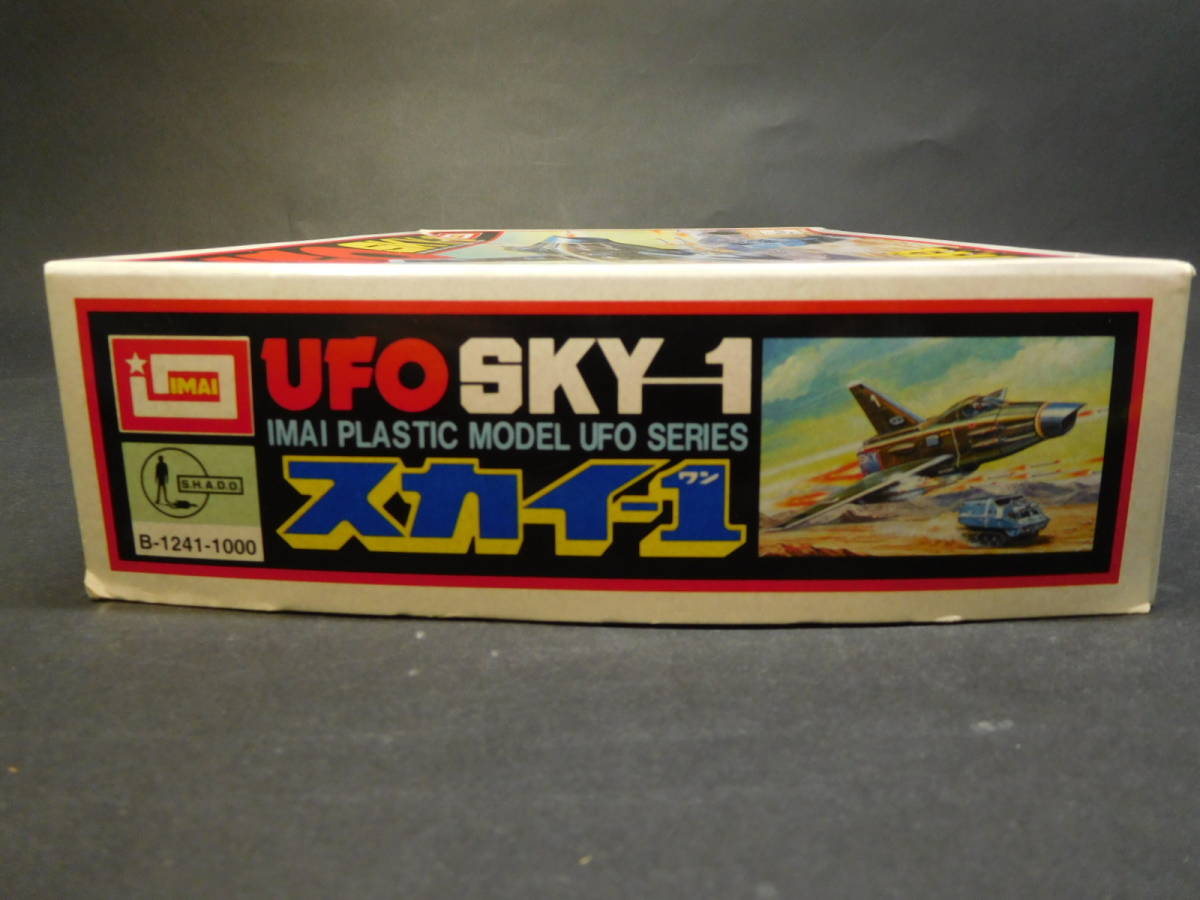 IMAI
UFO SKY-1
IMAI PLASTIC MODEL UFO SERIES
S.H.A.D.O
スカイ-1
ワン
B-1241-1000